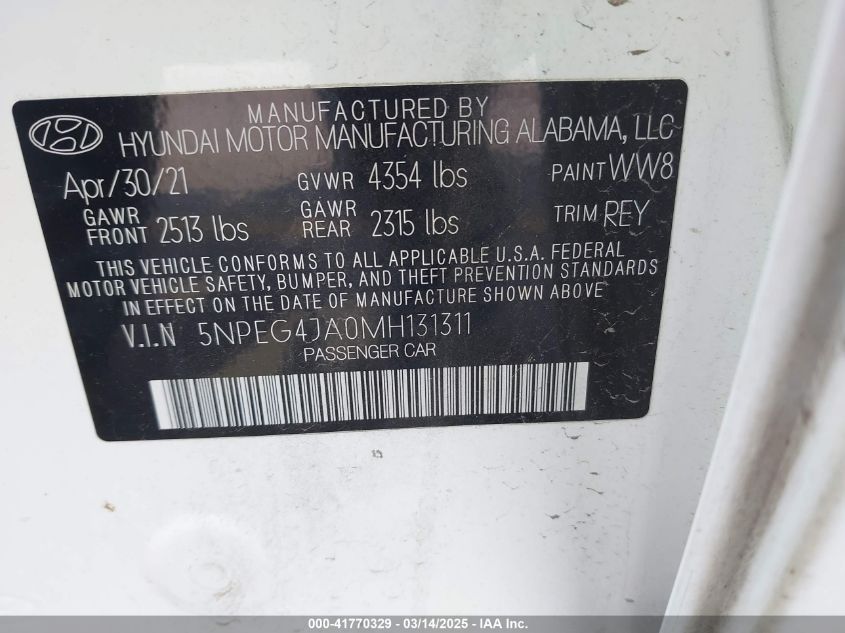 MANUFACTURED BY
HYUNDAI MOTOR MANUFACTURING ALABAMA, LLC
Apr/30/21 GVWR 4354 lbs PAINT WW8
GAWR FRONT 2513 lbs GAWR REAR 2315 lbs TRIM REY
THIS VEHICLE CONFORMS TO ALL APPLICABLE U.S.A. FEDERAL
MOTOR VEHICLE SAFETY, BUMPER, AND THEFT PREVENTION STANDARDS
IN EFFECT ON THE DATE OF MANUFACTURE SHOWN ABOVE
V.I.N 5NPEG4JA0MH131311
PASSENGER CAR
000-41770329 - 03/14/2025 - IAA Inc.